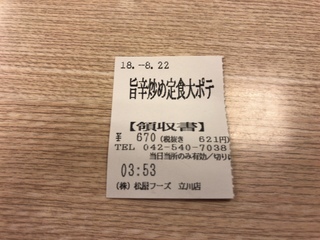 18.-8.22
旨辛炒め定食大ポテ
【領収書】
¥ 670(税抜き 621円)
TEL 042-540-7038
当日当所のみ有効/切り
03:53
(株)松屋フーズ 立川店